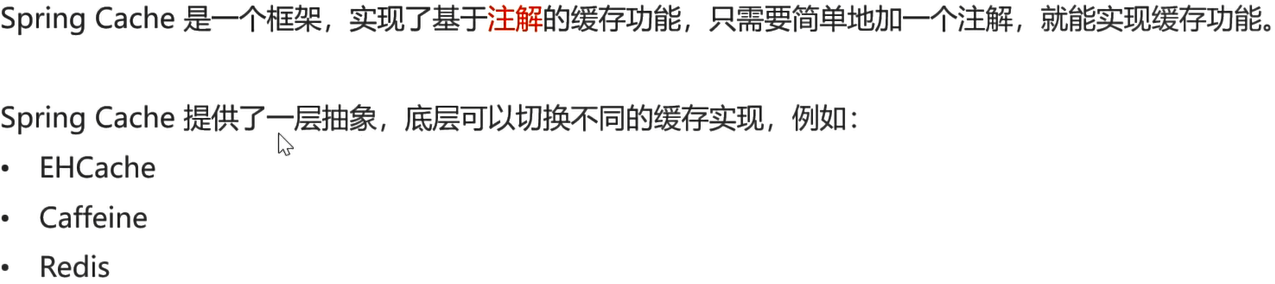 Spring Cache 是一个框架，实现了基于注解的缓存功能，只需要简单地加一个注解，就能实现缓存功能。
Spring Cache 提供了一层抽象，底层可以切换不同的缓存实现，例如：
• EHCache
• Caffeine
• Redis